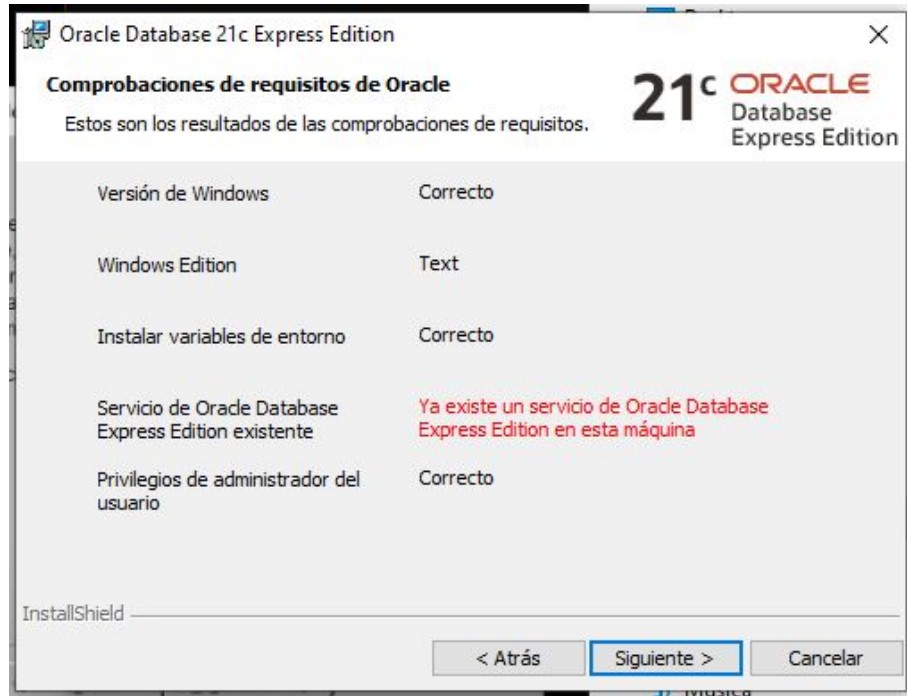 Oracle Database 21c Express Edition
Comprobaciones de requisitos de Oracle
Estos son los resultados de las comprobaciones de requisitos.
21c ORACLE
Database
Express Edition
Versión de Windows Correcto
Windows Edition Text
Instalar variables de entorno Correcto
Servicio de Oracle Database Ya existe un servicio de Oracle Database
Express Edition existente Express Edition en esta máquina
Privilegios de administrador del Correcto
usuario
InstallShield
< Atrás Siguiente > Cancelar